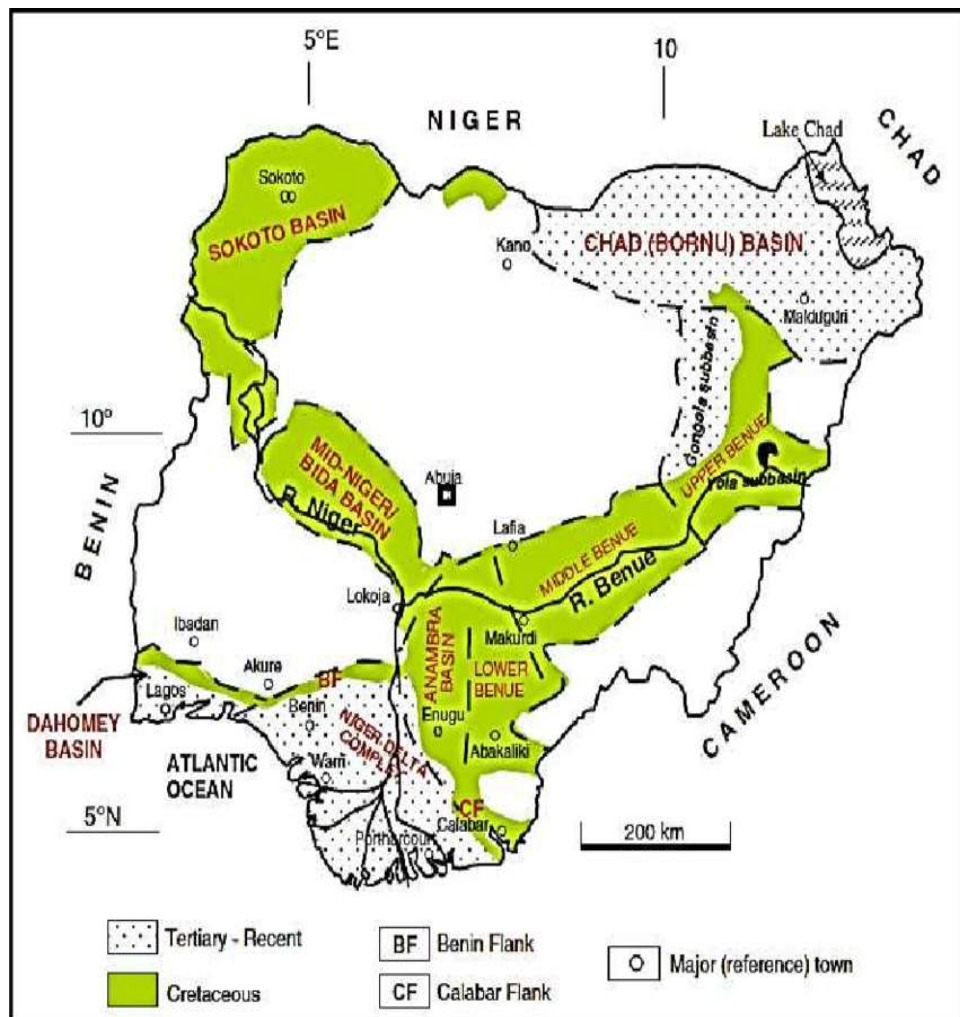 5°E
10
NIGER
CHAD
Lake Chad
Sokoto
SOKOTO BASIN
Kano
CHAD (BORNU) BASIN
Maiduguri
Gongola subbasin
10°
MID-NIGER/
BIDA BASIN
R. Niger
Abuja
UPPER BENUE
ola subbasin
BENIN
Lafia
MIDDLE BENUE
R. Benue
Lokoja
Ibadan
Makurdi
ANAMBRA
BASIN
LOWER
BENUE
CAMEROON
Akure
BF
Lagos
Benin
Enugu
DAHOMEY
BASIN
NIGER DELTA
COMPLEX
Abakaliki
ATLANTIC
OCEAN
Warri
CF
Calabar
5°N
Portharcourt
200 km
Tertiary - Recent
BF Benin Flank
Major (reference) town
Cretaceous
CF Calabar Flank